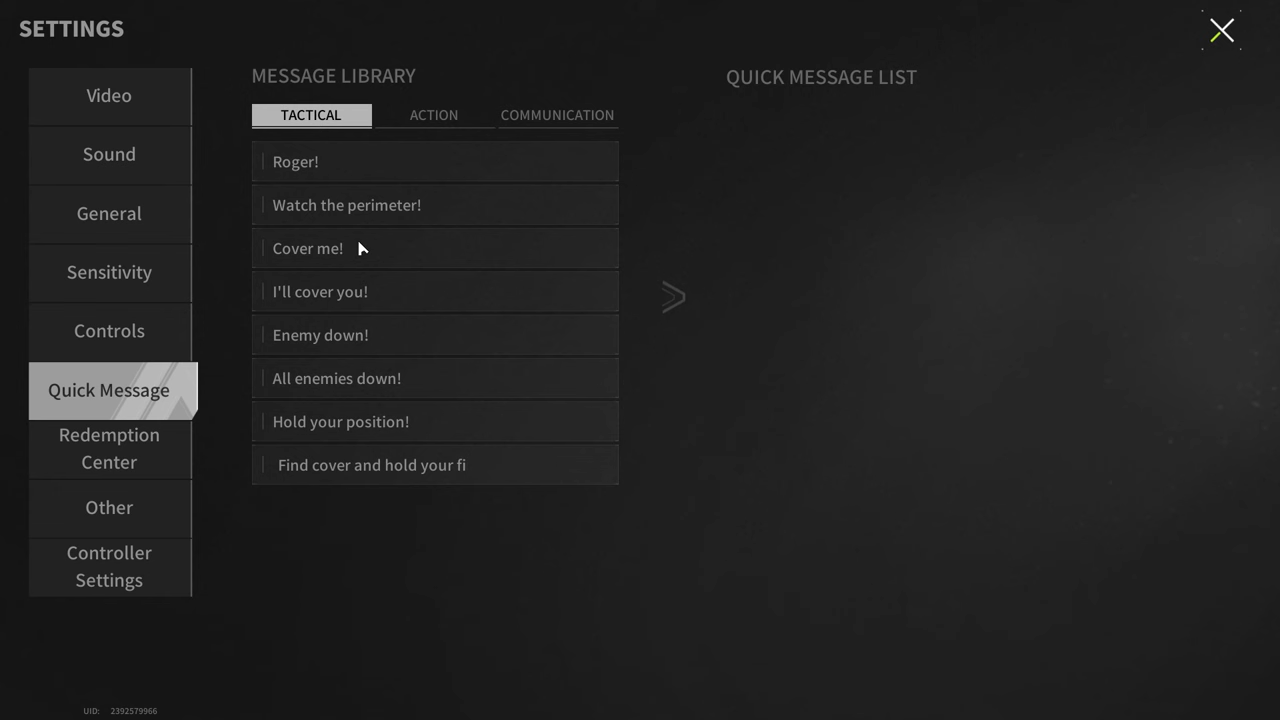 SETTINGS
Video
Sound
General
Sensitivity
Controls
Quick Message
Redemption
Center
Other
Controller
Settings
MESSAGE LIBRARY
TACTICAL
ACTION
COMMUNICATION
Roger!
Watch the perimeter!
Cover me!
I'll cover you!
Enemy down!
All enemies down!
Hold your position!
Find cover and hold your fi
QUICK MESSAGE LIST
UID: 2392579966